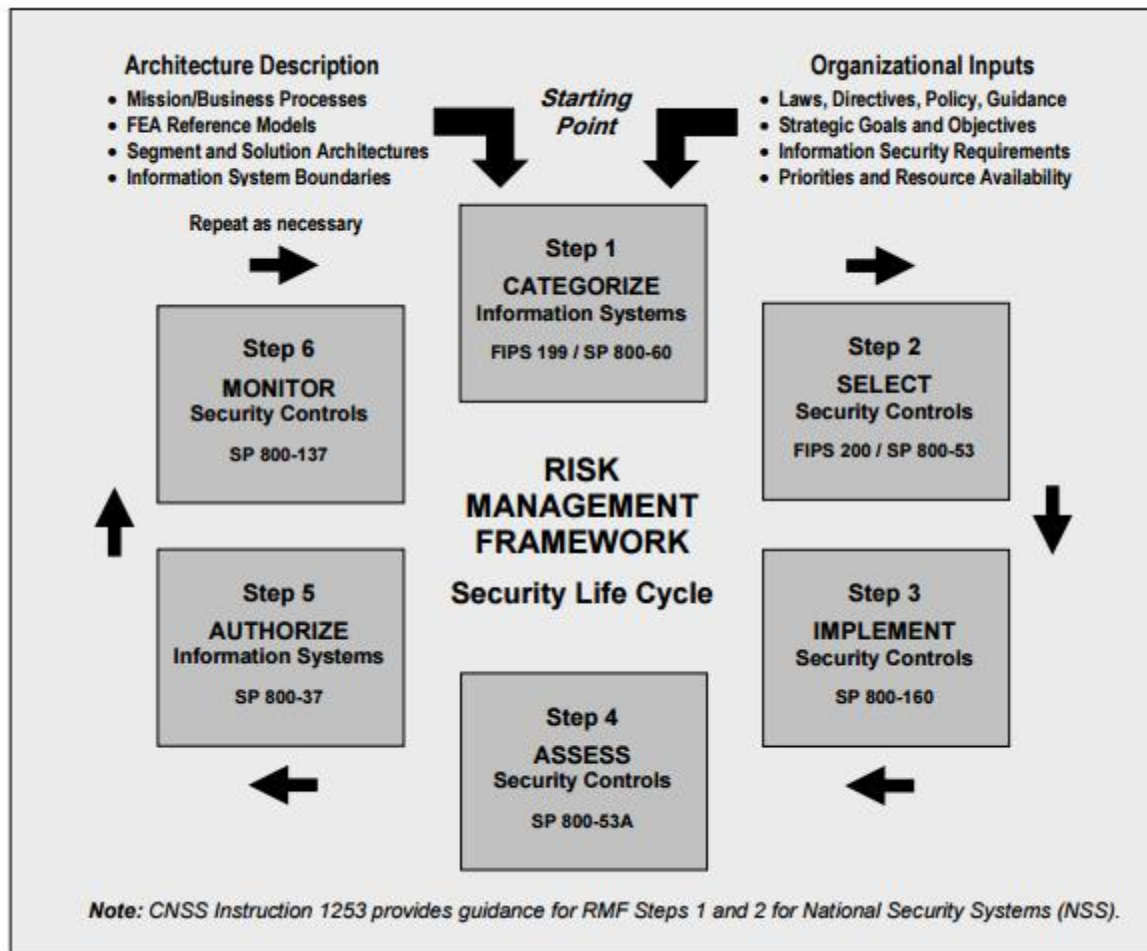 Architecture Description
• Mission/Business Processes
• FEA Reference Models
• Segment and Solution Architectures
• Information System Boundaries
Starting
Point
Organizational Inputs
• Laws, Directives, Policy, Guidance
• Strategic Goals and Objectives
• Information Security Requirements
• Priorities and Resource Availability
Repeat as necessary
Step 1
CATEGORIZE
Information Systems
FIPS 199 / SP 800-60
Step 2
SELECT
Security Controls
FIPS 200 / SP 800-53
Step 3
IMPLEMENT
Security Controls
SP 800-160
Step 4
ASSESS
Security Controls
SP 800-53A
Step 5
AUTHORIZE
Information Systems
SP 800-37
Step 6
MONITOR
Security Controls
SP 800-137
RISK
MANAGEMENT
FRAMEWORK
Security Life Cycle
Note: CNSS Instruction 1253 provides guidance for RMF Steps 1 and 2 for National Security Systems (NSS).